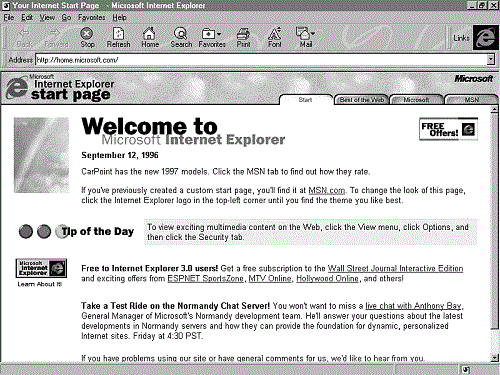 Your Internet Start Page - Microsoft Internet Explorer
File Edit View Go Favorites Help
Back Forward Stop Refresh Home Search Favorites Print Font Mail Links
Address http://home.microsoft.com/
Microsoft
Internet Explorer
start page
Microsoft
Start Best of the Web Microsoft MSN
Welcome to
Microsoft Internet Explorer
FREE
Offers!
September 12, 1996
CarPoint has the new 1997 models. Click the MSN tab to find out how they rate.
If you've previously created a custom start page, you'll find it at MSN.com. To change the look of this page,
click the Internet Explorer logo in the top-left corner until you find the theme you like best.
Tip of the Day
To view exciting multimedia content on the Web, click the View menu, click Options, and
then click the Security tab.
Microsoft
Internet
Explorer
Learn About It!
Free to Internet Explorer 3.0 users! Get a free subscription to the Wall Street Journal Interactive Edition
and exciting offers from ESPNET SportsZone, MTV Online, Hollywood Online, and others!
Take a Test Ride on the Normandy Chat Server! You won't want to miss a live chat with Anthony Bay,
General Manager of Microsoft's Normandy development team. He'll answer your questions about the latest
developments in Normandy servers and how they can provide the foundation for dynamic, personalized
Internet sites. Friday at 4:30 PST.
If you have problems using our site or have general comments for us, we'd like to hear from you.